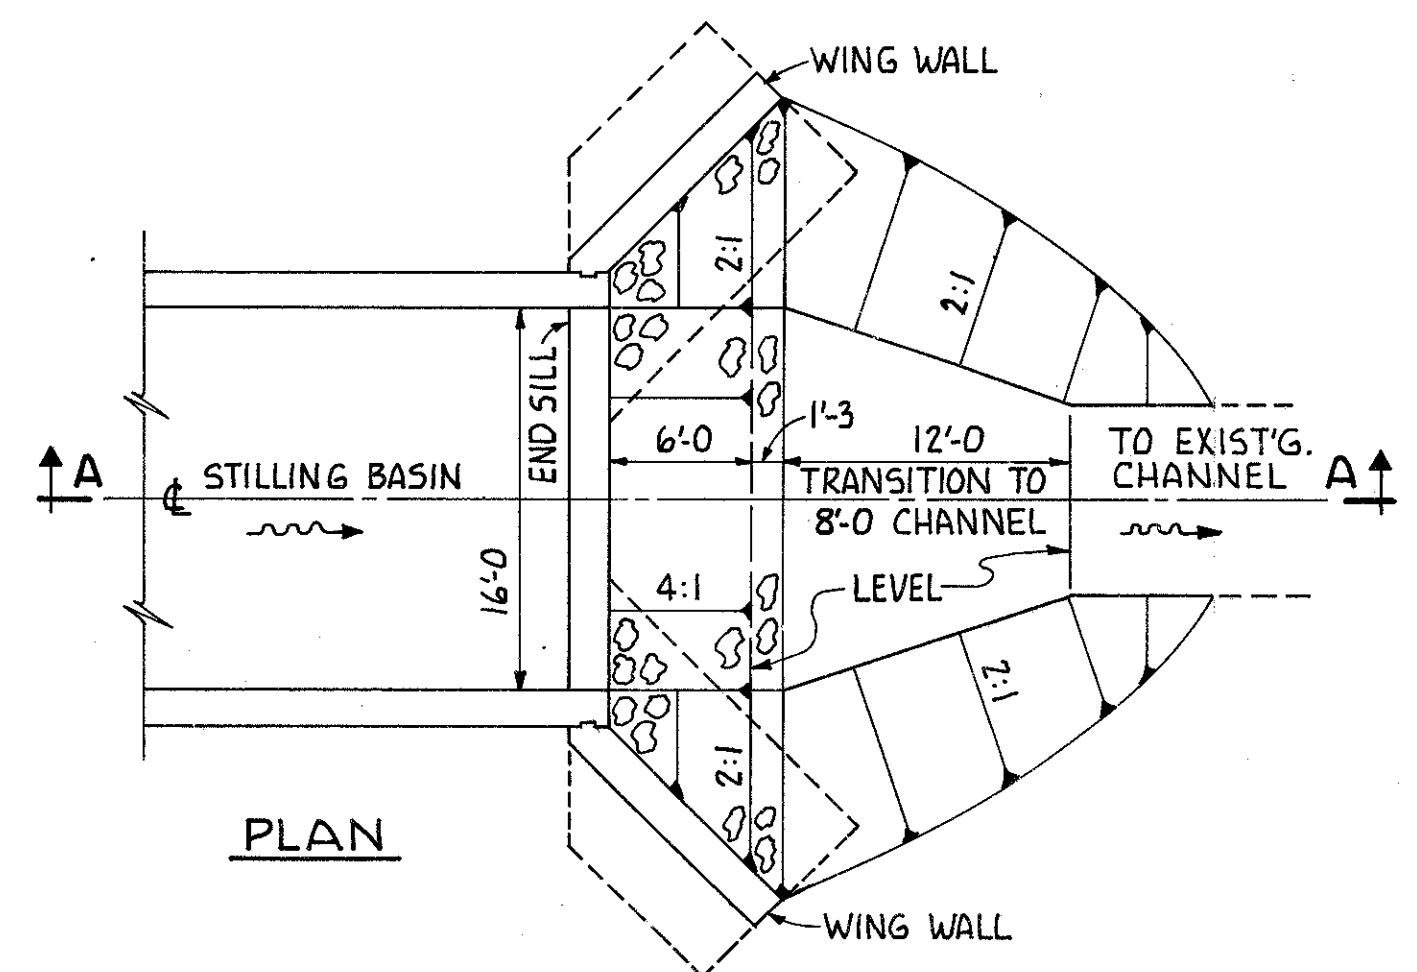 WING WALL
2:1
2:1
END SILL
6'-0
1'-3
12'-0
TO EXIST'G.
CHANNEL
A
STILLING BASIN
TRANSITION TO
8'-0 CHANNEL
A
℄
16'-0
4:1
LEVEL
2:1
2:1
PLAN
WING WALL